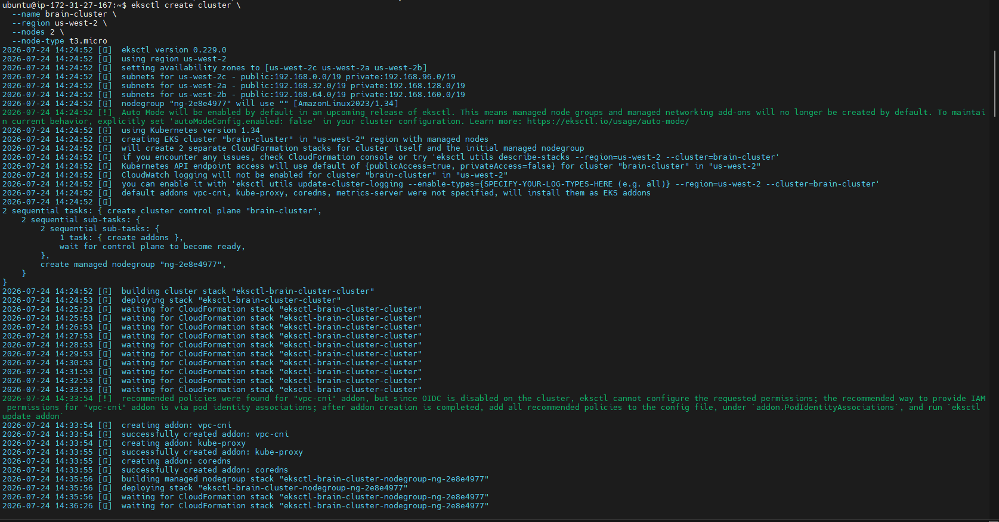 ubuntu@ip-172-31-27-167:~$ eksctl create cluster \
  --name brain-cluster \
  --region us-west-2 \
  --nodes 2 \
  --node-type t3.micro
2026-07-24 14:24:52 [ℹ]  eksctl version 0.229.0
2026-07-24 14:24:52 [ℹ]  using region us-west-2
2026-07-24 14:24:52 [ℹ]  setting availability zones to [us-west-2c us-west-2a us-west-2b]
2026-07-24 14:24:52 [ℹ]  subnets for us-west-2c - public:192.168.0.0/19 private:192.168.96.0/19
2026-07-24 14:24:52 [ℹ]  subnets for us-west-2a - public:192.168.32.0/19 private:192.168.128.0/19
2026-07-24 14:24:52 [ℹ]  subnets for us-west-2b - public:192.168.64.0/19 private:192.168.160.0/19
2026-07-24 14:24:52 [ℹ]  nodegroup "ng-2e8e4977" will use "" [AmazonLinux2023/1.34]
2026-07-24 14:24:52 [!]  Auto Mode will be enabled by default in an upcoming release of eksctl. This means managed node groups and managed networking add-ons will no longer be created by default. To maintai
n current behavior, explicitly set 'autoModeConfig.enabled: false' in your cluster configuration. Learn more: https://eksctl.io/usage/auto-mode/
2026-07-24 14:24:52 [ℹ]  using Kubernetes version 1.34
2026-07-24 14:24:52 [ℹ]  creating EKS cluster "brain-cluster" in "us-west-2" region with managed nodes
2026-07-24 14:24:52 [ℹ]  will create 2 separate CloudFormation stacks for cluster itself and the initial managed nodegroup
2026-07-24 14:24:52 [ℹ]  if you encounter any issues, check CloudFormation console or try 'eksctl utils describe-stacks --region=us-west-2 --cluster=brain-cluster'
2026-07-24 14:24:52 [ℹ]  Kubernetes API endpoint access will use default of {publicAccess=true, privateAccess=false} for cluster "brain-cluster" in "us-west-2"
2026-07-24 14:24:52 [ℹ]  CloudWatch logging will not be enabled for cluster "brain-cluster" in "us-west-2"
2026-07-24 14:24:52 [ℹ]  you can enable it with 'eksctl utils update-cluster-logging --enable-types={SPECIFY-YOUR-LOG-TYPES-HERE (e.g. all)} --region=us-west-2 --cluster=brain-cluster'
2026-07-24 14:24:52 [ℹ]  default addons vpc-cni, kube-proxy, coredns, metrics-server were not specified, will install them as EKS addons
2026-07-24 14:24:52 [ℹ]
2 sequential tasks: { create cluster control plane "brain-cluster",
    2 sequential sub-tasks: {
        2 sequential sub-tasks: {
            1 task: { create addons },
            wait for control plane to become ready,
        },
        create managed nodegroup "ng-2e8e4977",
    }
}
2026-07-24 14:24:52 [ℹ]  building cluster stack "eksctl-brain-cluster-cluster"
2026-07-24 14:24:53 [ℹ]  deploying stack "eksctl-brain-cluster-cluster"
2026-07-24 14:25:23 [ℹ]  waiting for CloudFormation stack "eksctl-brain-cluster-cluster"
2026-07-24 14:25:53 [ℹ]  waiting for CloudFormation stack "eksctl-brain-cluster-cluster"
2026-07-24 14:26:53 [ℹ]  waiting for CloudFormation stack "eksctl-brain-cluster-cluster"
2026-07-24 14:27:53 [ℹ]  waiting for CloudFormation stack "eksctl-brain-cluster-cluster"
2026-07-24 14:28:53 [ℹ]  waiting for CloudFormation stack "eksctl-brain-cluster-cluster"
2026-07-24 14:29:53 [ℹ]  waiting for CloudFormation stack "eksctl-brain-cluster-cluster"
2026-07-24 14:30:53 [ℹ]  waiting for CloudFormation stack "eksctl-brain-cluster-cluster"
2026-07-24 14:31:53 [ℹ]  waiting for CloudFormation stack "eksctl-brain-cluster-cluster"
2026-07-24 14:32:53 [ℹ]  waiting for CloudFormation stack "eksctl-brain-cluster-cluster"
2026-07-24 14:33:53 [ℹ]  waiting for CloudFormation stack "eksctl-brain-cluster-cluster"
2026-07-24 14:33:54 [!]  recommended policies were found for "vpc-cni" addon, but since OIDC is disabled on the cluster, eksctl cannot configure the requested permissions; the recommended way to provide IAM
 permissions for "vpc-cni" addon is via pod identity associations; after addon creation is completed, add all recommended policies to the config file, under `addon.PodIdentityAssociations`, and run `eksctl
update addon`
2026-07-24 14:33:54 [ℹ]  creating addon: vpc-cni
2026-07-24 14:33:54 [ℹ]  successfully created addon: vpc-cni
2026-07-24 14:33:54 [ℹ]  creating addon: kube-proxy
2026-07-24 14:33:55 [ℹ]  successfully created addon: kube-proxy
2026-07-24 14:33:55 [ℹ]  creating addon: coredns
2026-07-24 14:33:55 [ℹ]  successfully created addon: coredns
2026-07-24 14:35:56 [ℹ]  building managed nodegroup stack "eksctl-brain-cluster-nodegroup-ng-2e8e4977"
2026-07-24 14:35:56 [ℹ]  deploying stack "eksctl-brain-cluster-nodegroup-ng-2e8e4977"
2026-07-24 14:35:56 [ℹ]  waiting for CloudFormation stack "eksctl-brain-cluster-nodegroup-ng-2e8e4977"
2026-07-24 14:36:26 [ℹ]  waiting for CloudFormation stack "eksctl-brain-cluster-nodegroup-ng-2e8e4977"